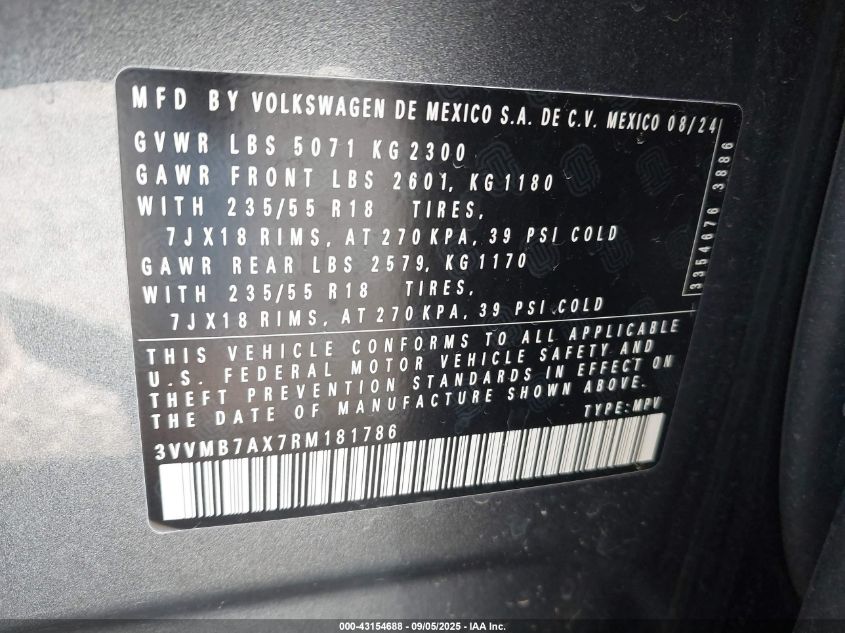 MFD BY VOLKSWAGEN DE MEXICO S.A. DE C.V. MEXICO 08/24
GVWR LBS 5071 KG 2300
GAWR FRONT LBS 2601, KG 1180
WITH 235/55 R18 TIRES,
7JX18 RIMS, AT 270 KPA, 39 PSI COLD
GAWR REAR LBS 2579, KG 1170
WITH 235/55 R18 TIRES,
7JX18 RIMS, AT 270 KPA, 39 PSI COLD
3354676 3886
THIS VEHICLE CONFORMS TO ALL APPLICABLE
U.S. FEDERAL MOTOR VEHICLE SAFETY AND
THEFT PREVENTION STANDARDS IN EFFECT ON
THE DATE OF MANUFACTURE SHOWN ABOVE.
3VVMB7AX7RM181786 TYPE: MPV
000-43154688 - 09/05/2025 - IAA Inc.